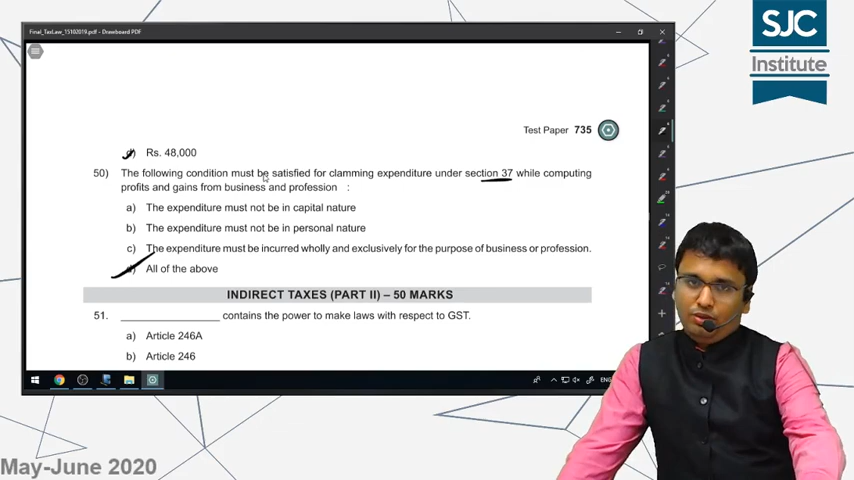 Final_TaxLaw_15102019.pdf - Drawboard PDF
SJC
Institute
Test Paper 735
d) Rs. 48,000
50) The following condition must be satisfied for clamming expenditure under section 37 while computing
profits and gains from business and profession :
a) The expenditure must not be in capital nature
b) The expenditure must not be in personal nature
c) The expenditure must be incurred wholly and exclusively for the purpose of business or profession.
d) All of the above
INDIRECT TAXES (PART II) – 50 MARKS
51. ________________ contains the power to make laws with respect to GST.
a) Article 246A
b) Article 246
ENG
May-June 2020